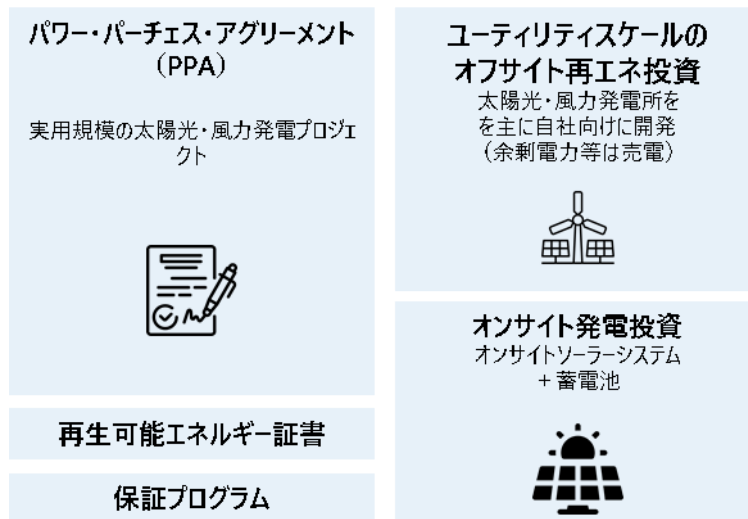 パワー・パーチェス・アグリーメント
（PPA）
実用規模の太陽光・風力発電プロジェ
クト
再生可能エネルギー証書
保証プログラム
ユーティリティスケールの
オフサイト再エネ投資
太陽光・風力発電所を
を主に自社向けに開発
（余剰電力等は売電）
オンサイト発電投資
オンサイトソーラーシステム
+ 蓄電池